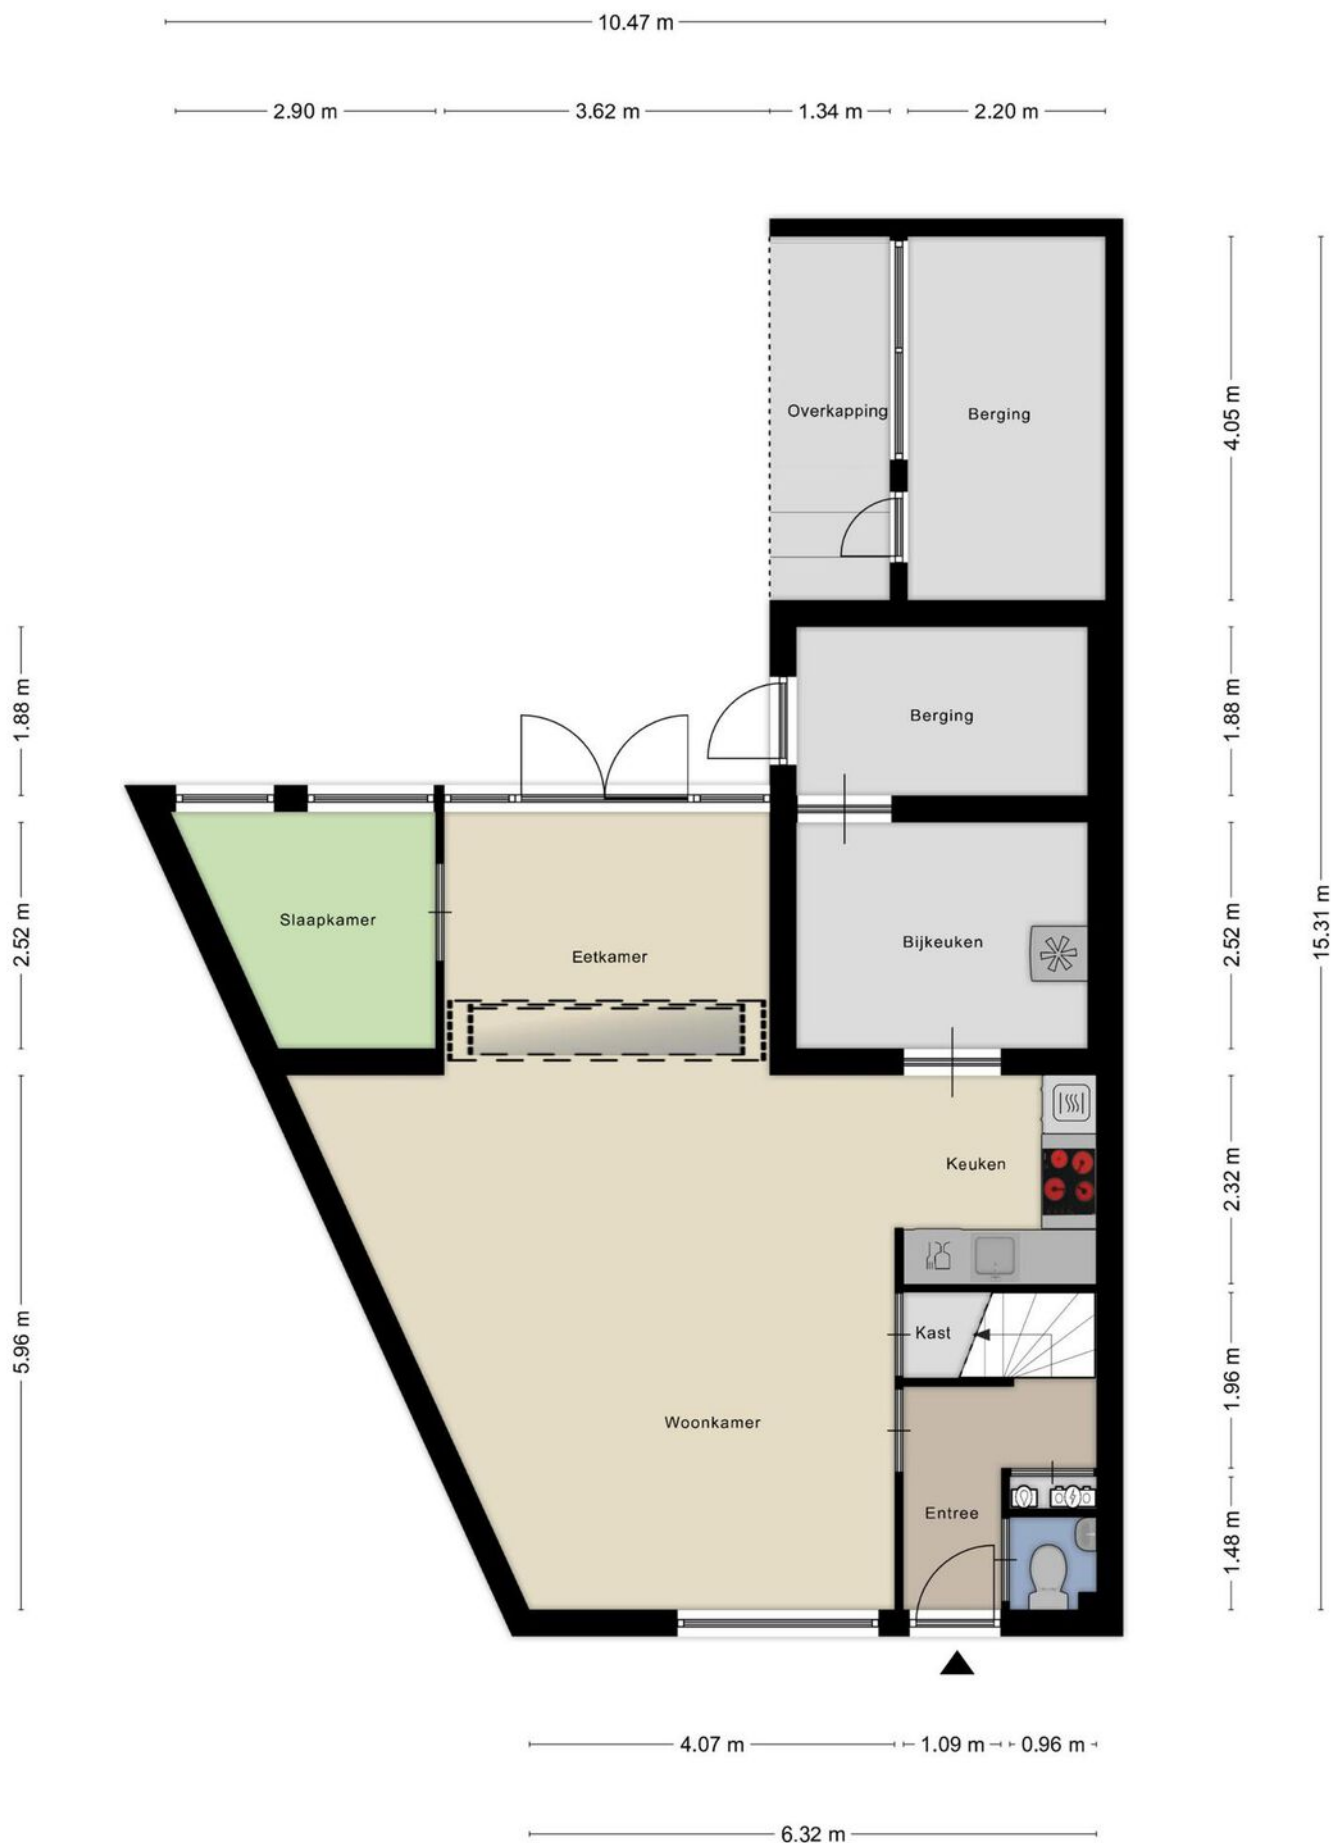 10.47 m
2.90 m
3.62 m
1.34 m
2.20 m
Overkapping
Berging
4.05 m
1.88 m
Berging
1.88 m
15.31 m
Slaapkamer
Eetkamer
Bijkeuken
2.52 m
2.52 m
Keuken
2.32 m
5.96 m
Kast
1.96 m
Woonkamer
Entree
1.48 m
4.07 m
1.09 m
0.96 m
6.32 m